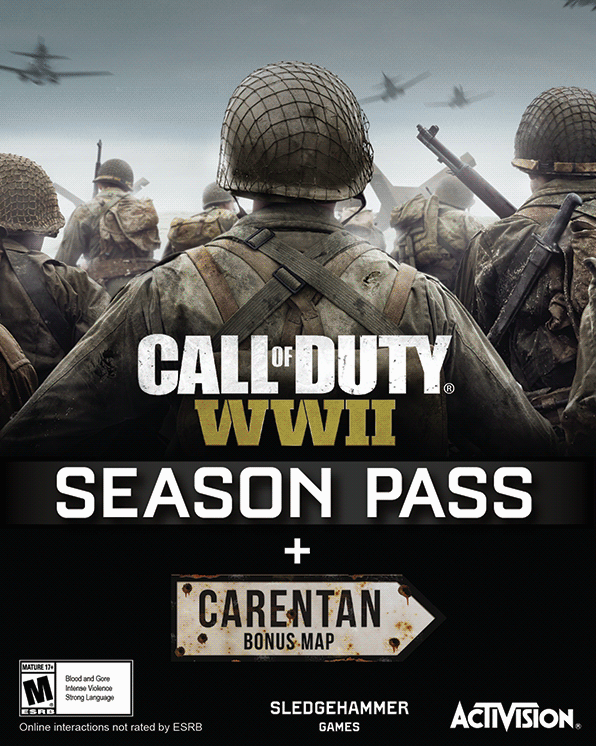 CALL OF DUTY®
WWII
SEASON PASS
+
CARENTAN
BONUS MAP
MATURE 17+
M
ESRB
Blood and Gore
Intense Violence
Strong Language
Online interactions not rated by ESRB
SLEDGEHAMMER
GAMES
ACTIVISION®